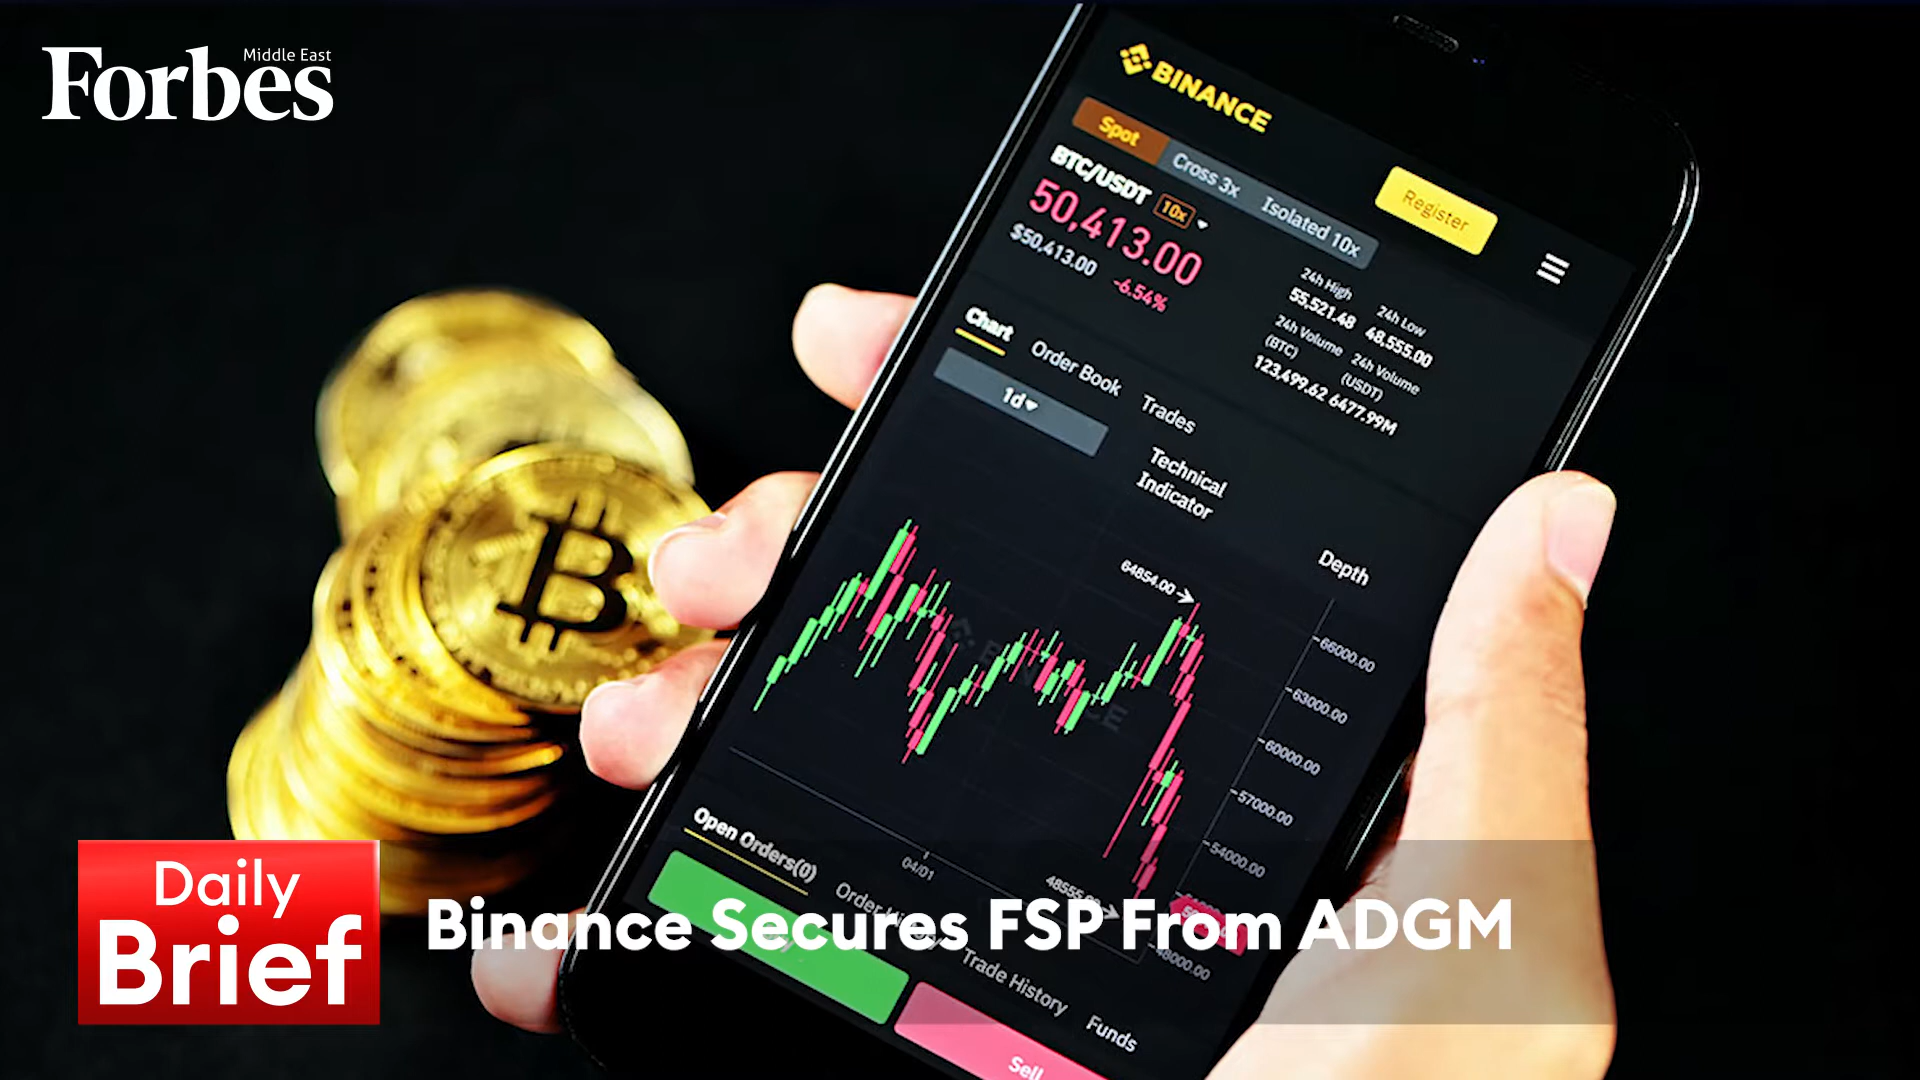 Forbes
Middle East
BINANCE
Spot
Cross 3x
Isolated 10x
Register
BTC/USDT 10x
50,413.00
$50,413.00
-6.54%
24h High
55,521.48
24h Low
48,555.00
24h Volume
(BTC)
123,499.62
24h Volume
(USDT)
6477.99M
Chart
Order Book
Trades
1d
Technical
Indicator
Depth
64854.00
66000.00
63000.00
60000.00
57000.00
54000.00
48000.00
04/01
Open Orders(0)
Trade History
Funds
Sell
Daily
Brief
Binance Secures FSP From ADGM
B